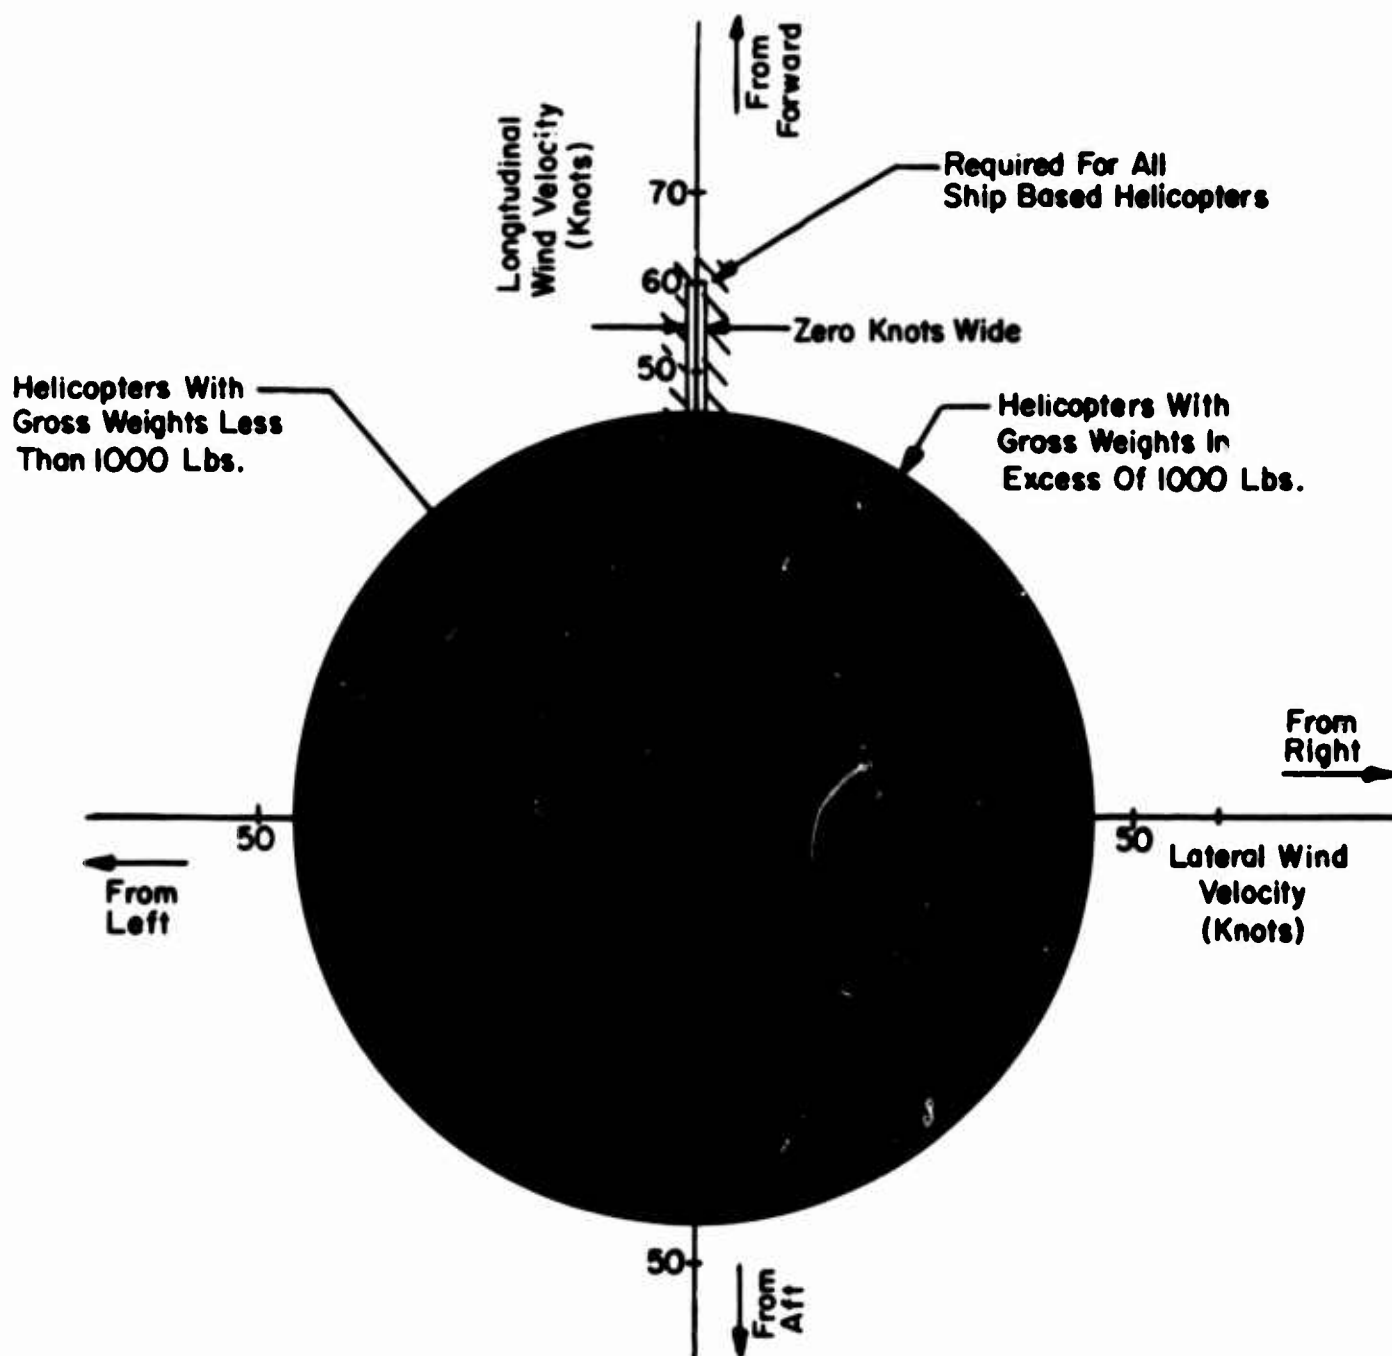 From
Forward
Longitudinal
Wind Velocity
(Knots)
70
Required For All
Ship Based Helicopters
60
Zero Knots Wide
50
Helicopters With
Gross Weights Less
Than 1000 Lbs.
Helicopters With
Gross Weights In
Excess Of 1000 Lbs.
From
Right
50
50
From
Left
Lateral Wind
Velocity
(Knots)
50
From
Aft